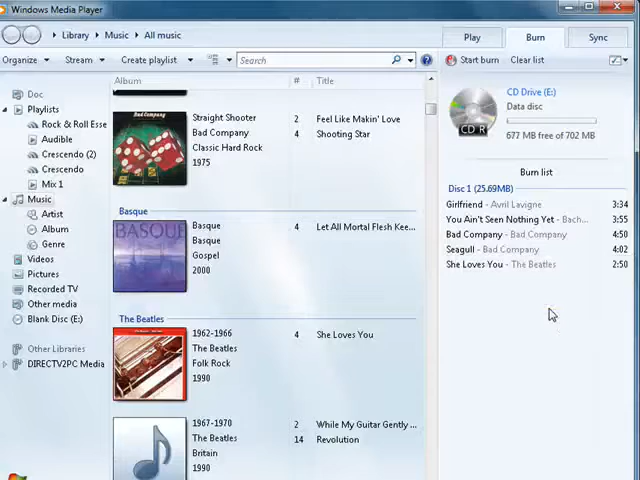 Windows Media Player
Library ▸ Music ▸ All music
Play
Burn
Sync
Organize
Stream
Create playlist
Search
Start burn
Clear list
Doc
Playlists
Rock & Roll Esse
Audible
Crescendo (2)
Crescendo
Mix 1
Music
Artist
Album
Genre
Videos
Pictures
Recorded TV
Other media
Blank Disc (E:)
Other Libraries
DIRECTV2PC Media
Album
#
Title
Bad Company
Straight Shooter
2 Feel Like Makin' Love
Bad Company
4 Shooting Star
Classic Hard Rock
1975
Basque
BASQUE
Basque
4 Let All Mortal Flesh Kee...
Basque
Gospel
2000
The Beatles
1962-1966
4 She Loves You
The Beatles
Folk Rock
1990
1967-1970
2 While My Guitar Gently ...
The Beatles
14 Revolution
Britain
1990
CD R
CD Drive (E:)
Data disc
677 MB free of 702 MB
Burn list
Disc 1 (25.69MB)
Girlfriend - Avril Lavigne 3:34
You Ain't Seen Nothing Yet - Bach... 3:55
Bad Company - Bad Company 4:50
Seagull - Bad Company 4:02
She Loves You - The Beatles 2:50